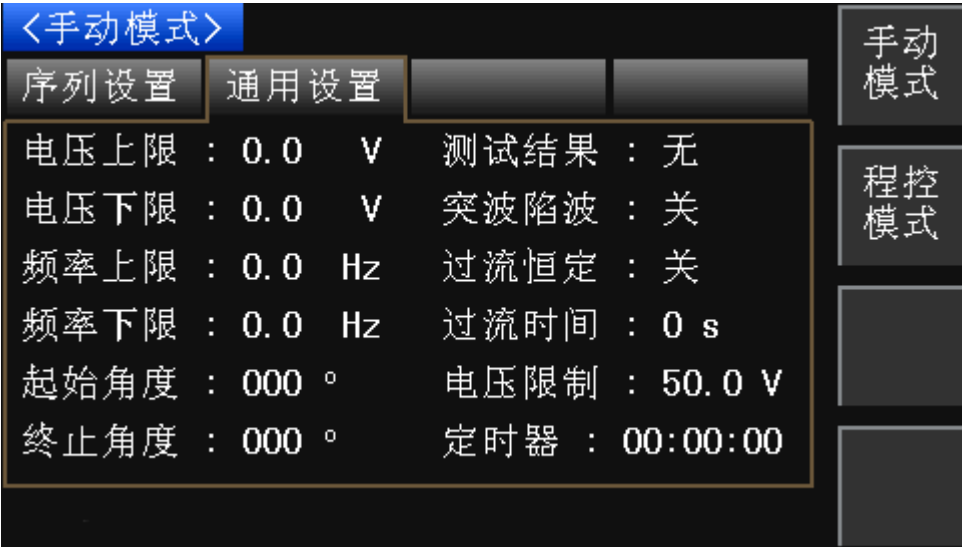 <手动模式>
序列设置 通用设置
电压上限 : 0.0 V 测试结果 : 无
电压下限 : 0.0 V 突波陷波 : 关
频率上限 : 0.0 Hz 过流恒定 : 关
频率下限 : 0.0 Hz 过流时间 : 0 s
起始角度 : 000 ° 电压限制 : 50.0 V
终止角度 : 000 ° 定时器 : 00:00:00
手动
模式
程控
模式